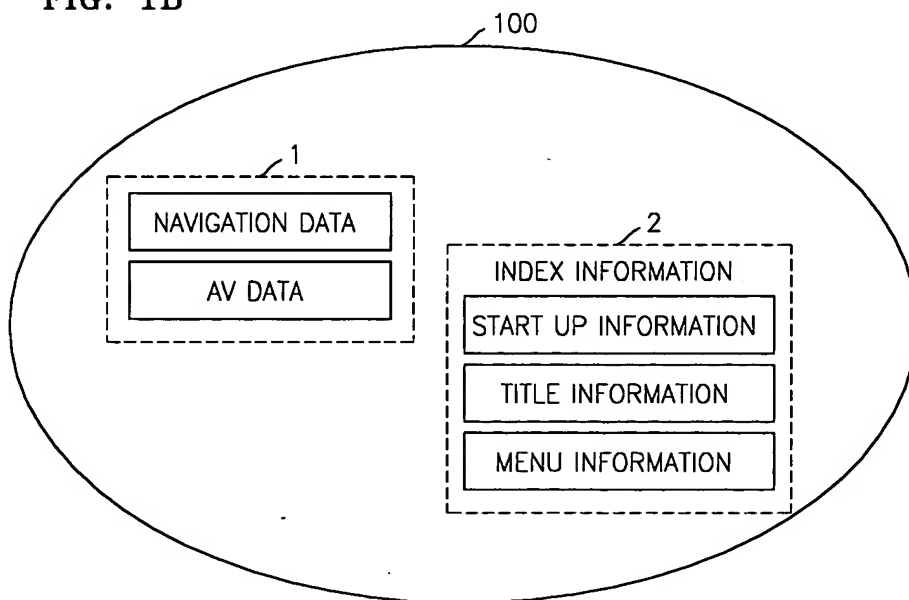 FIG. 1B
100
1
NAVIGATION DATA
AV DATA
2
INDEX INFORMATION
START UP INFORMATION
TITLE INFORMATION
MENU INFORMATION